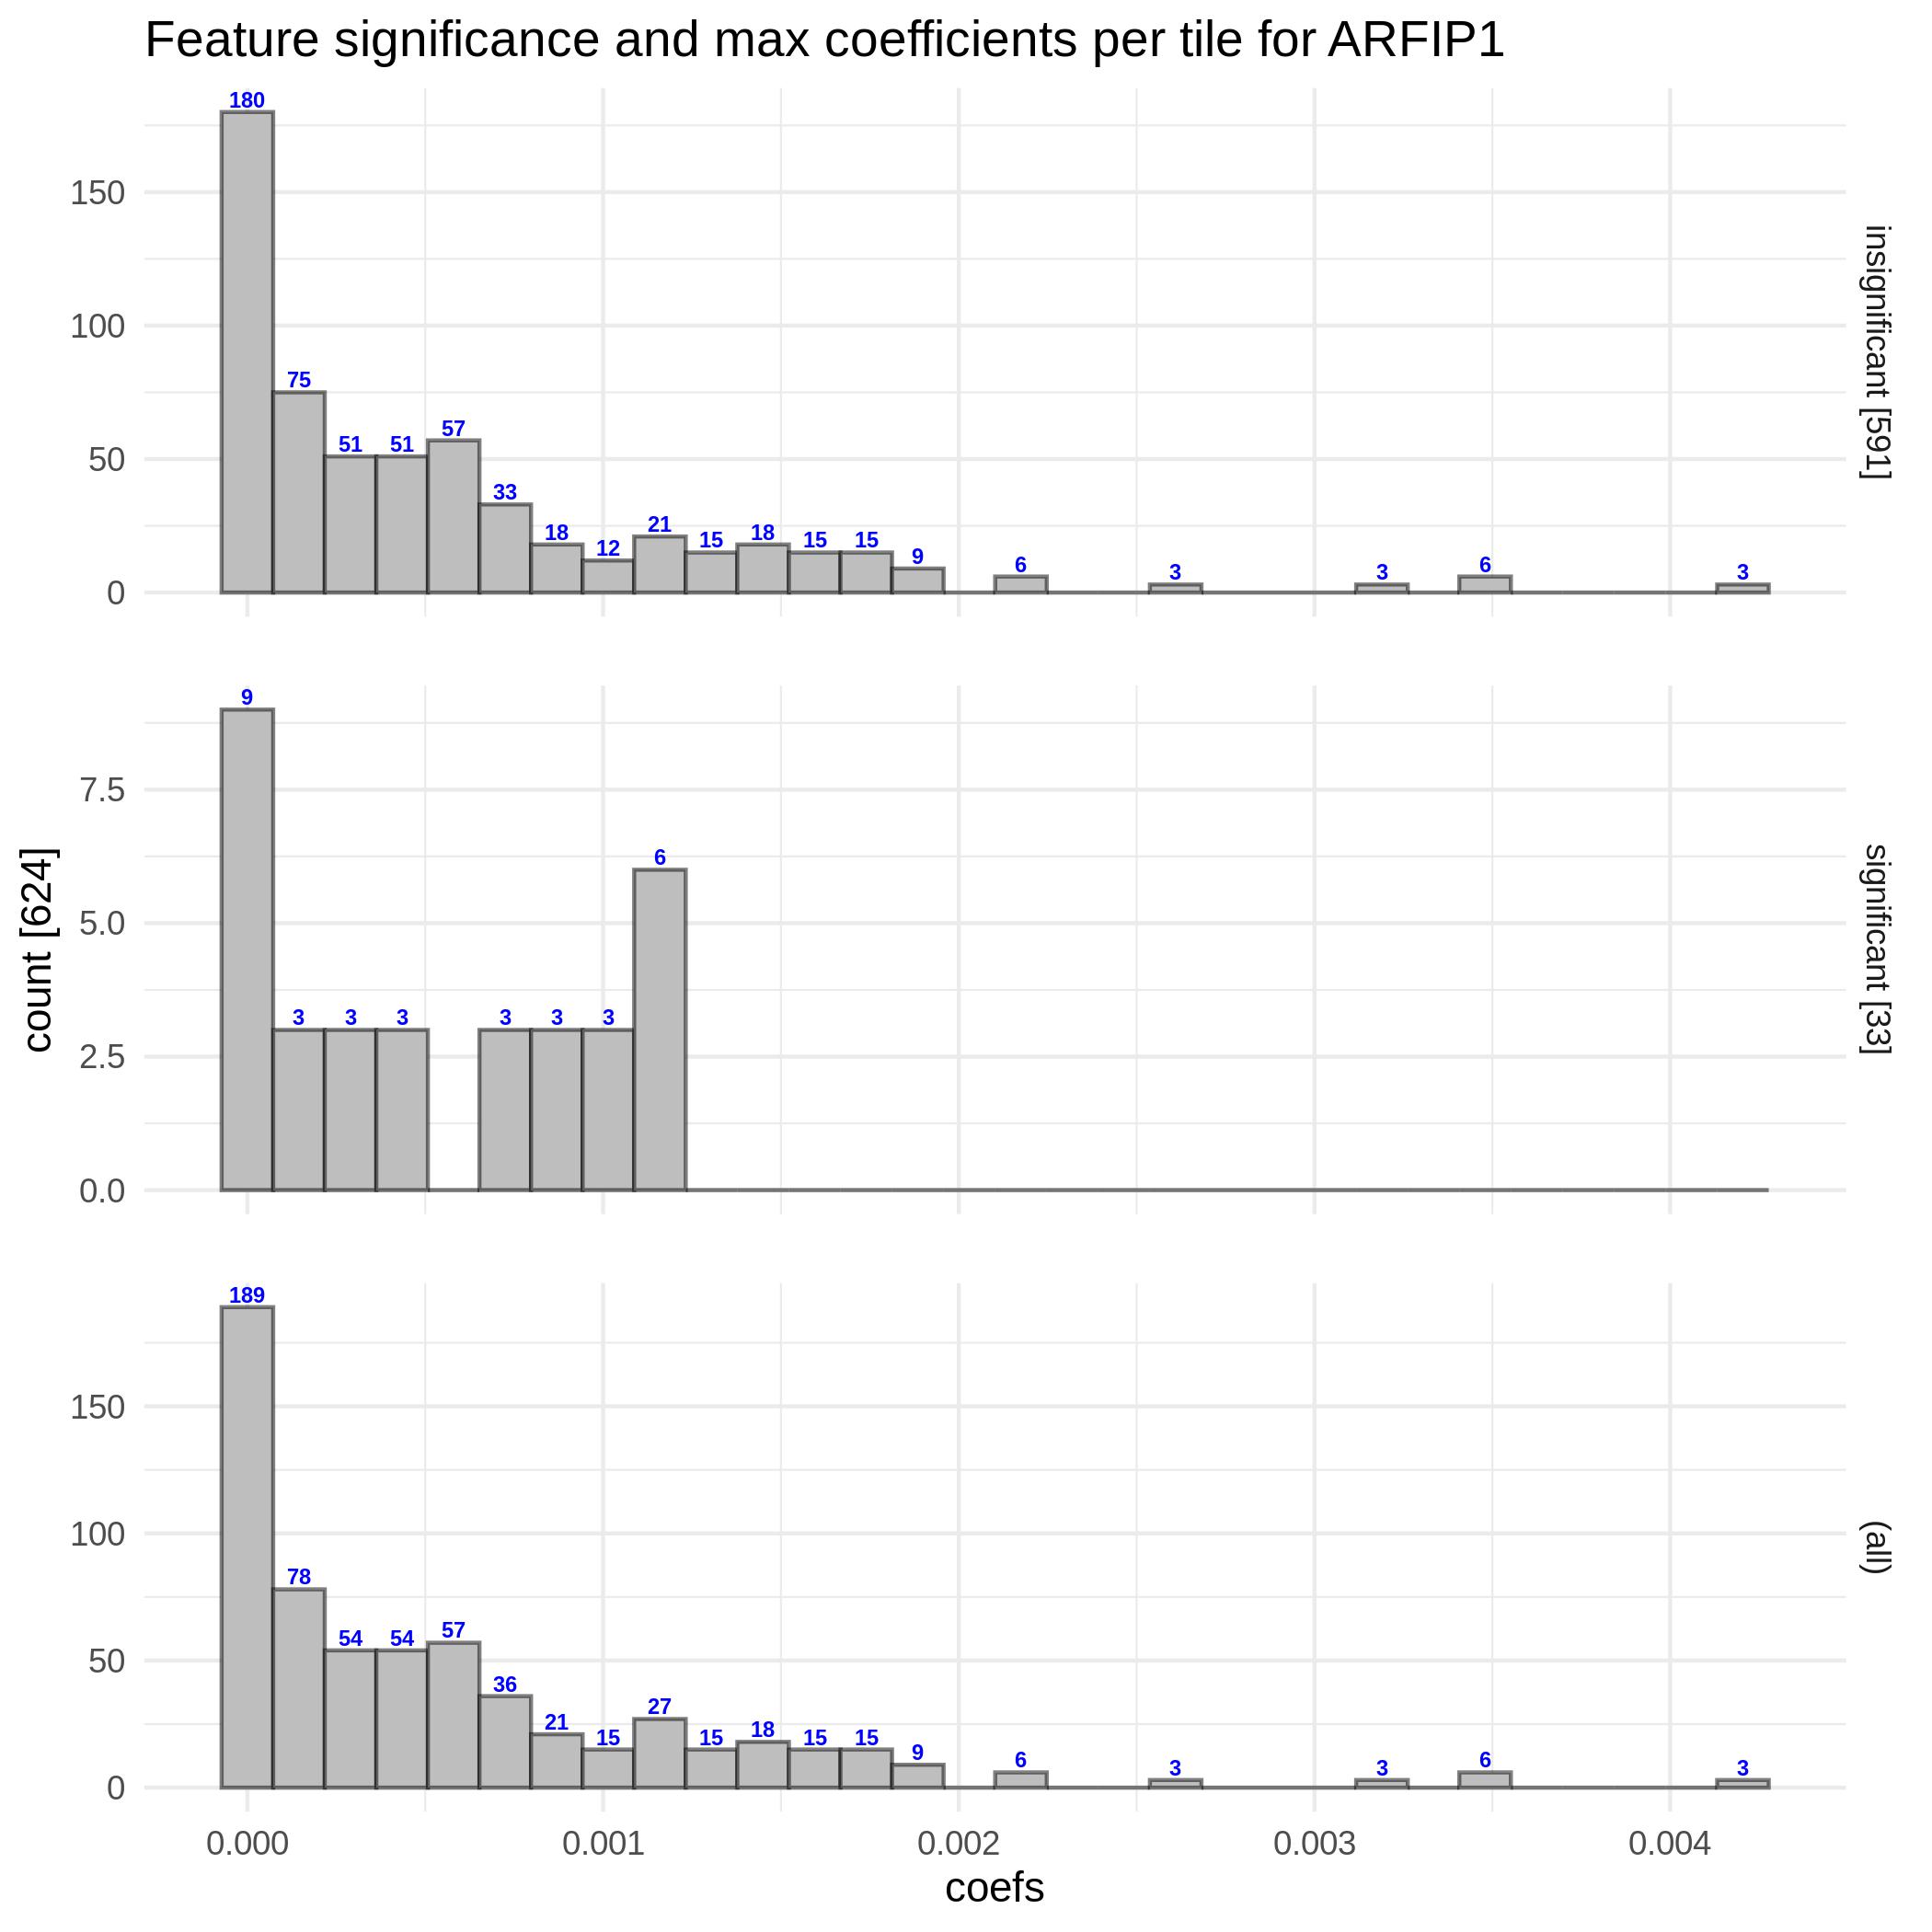 Feature significance and max coefficients per tile for ARFIP1
180
150
75
100
57
51 51
50
33
18 12 21 15 18 15 15 9 6 3 3 6 3
0
insignificant [591]
9
7.5
6
5.0
3 3 3 3 3 3
2.5
0.0
significant [33]
count [624]
189
150
100
78
54 54 57
50
36
21 15 27 15 18 15 15 9 6 3 3 6 3
0
(all)
0.000 0.001 0.002 0.003 0.004
coefs